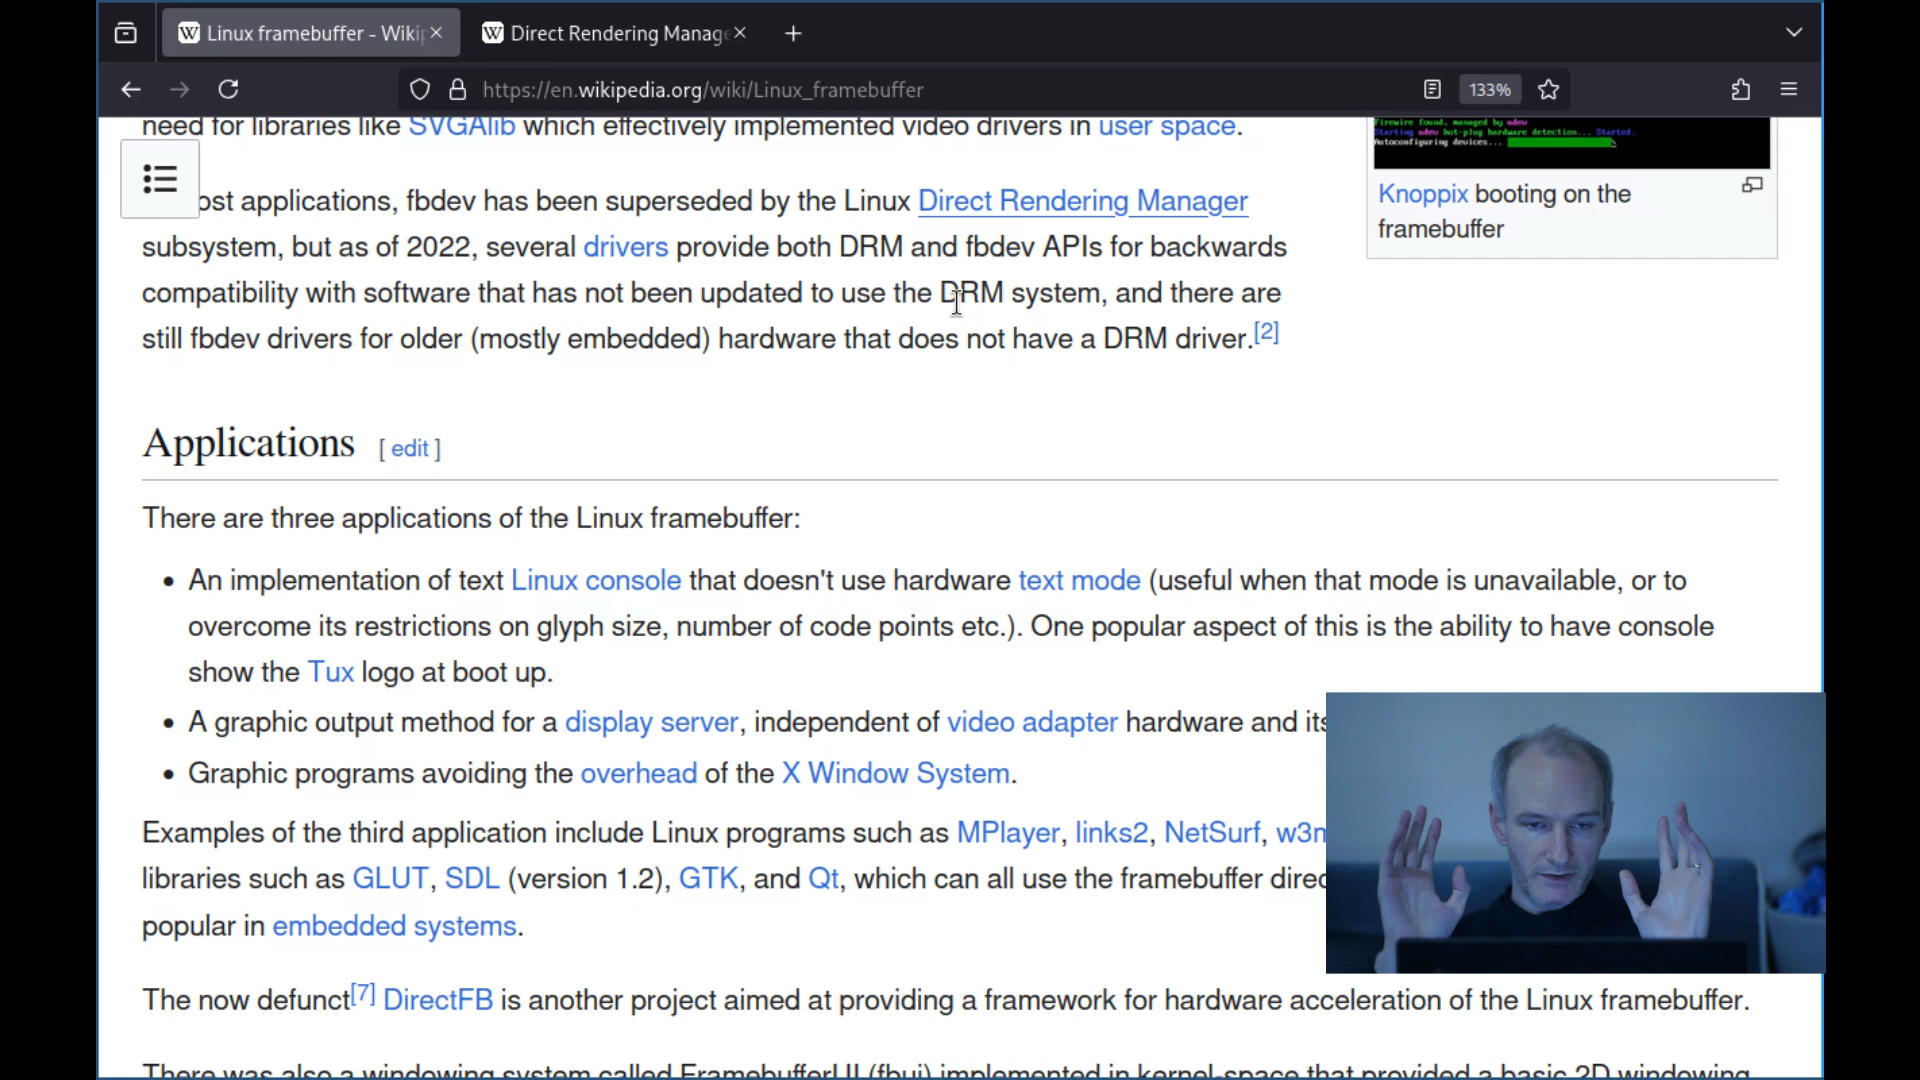 Linux framebuffer - Wikip
Direct Rendering Manage
https://en.wikipedia.org/wiki/Linux_framebuffer
133%
need for libraries like SVGAlib which effectively implemented video drivers in user space.
ost applications, fbdev has been superseded by the Linux Direct Rendering Manager
subsystem, but as of 2022, several drivers provide both DRM and fbdev APIs for backwards
compatibility with software that has not been updated to use the DRM system, and there are
still fbdev drivers for older (mostly embedded) hardware that does not have a DRM driver.[2]
Firewire found, managed by udev
Starting udev hot-plug hardware detection... Started.
Autoconfiguring devices...
Knoppix booting on the
framebuffer
Applications [ edit ]
There are three applications of the Linux framebuffer:
• An implementation of text Linux console that doesn't use hardware text mode (useful when that mode is unavailable, or to
overcome its restrictions on glyph size, number of code points etc.). One popular aspect of this is the ability to have console
show the Tux logo at boot up.
• A graphic output method for a display server, independent of video adapter hardware and its
• Graphic programs avoiding the overhead of the X Window System.
Examples of the third application include Linux programs such as MPlayer, links2, NetSurf, w3m
libraries such as GLUT, SDL (version 1.2), GTK, and Qt, which can all use the framebuffer direc
popular in embedded systems.
The now defunct[7] DirectFB is another project aimed at providing a framework for hardware acceleration of the Linux framebuffer.
There was also a windowing system called FramebufferUI (fbui) implemented in kernel-space that provided a basic 2D windowing